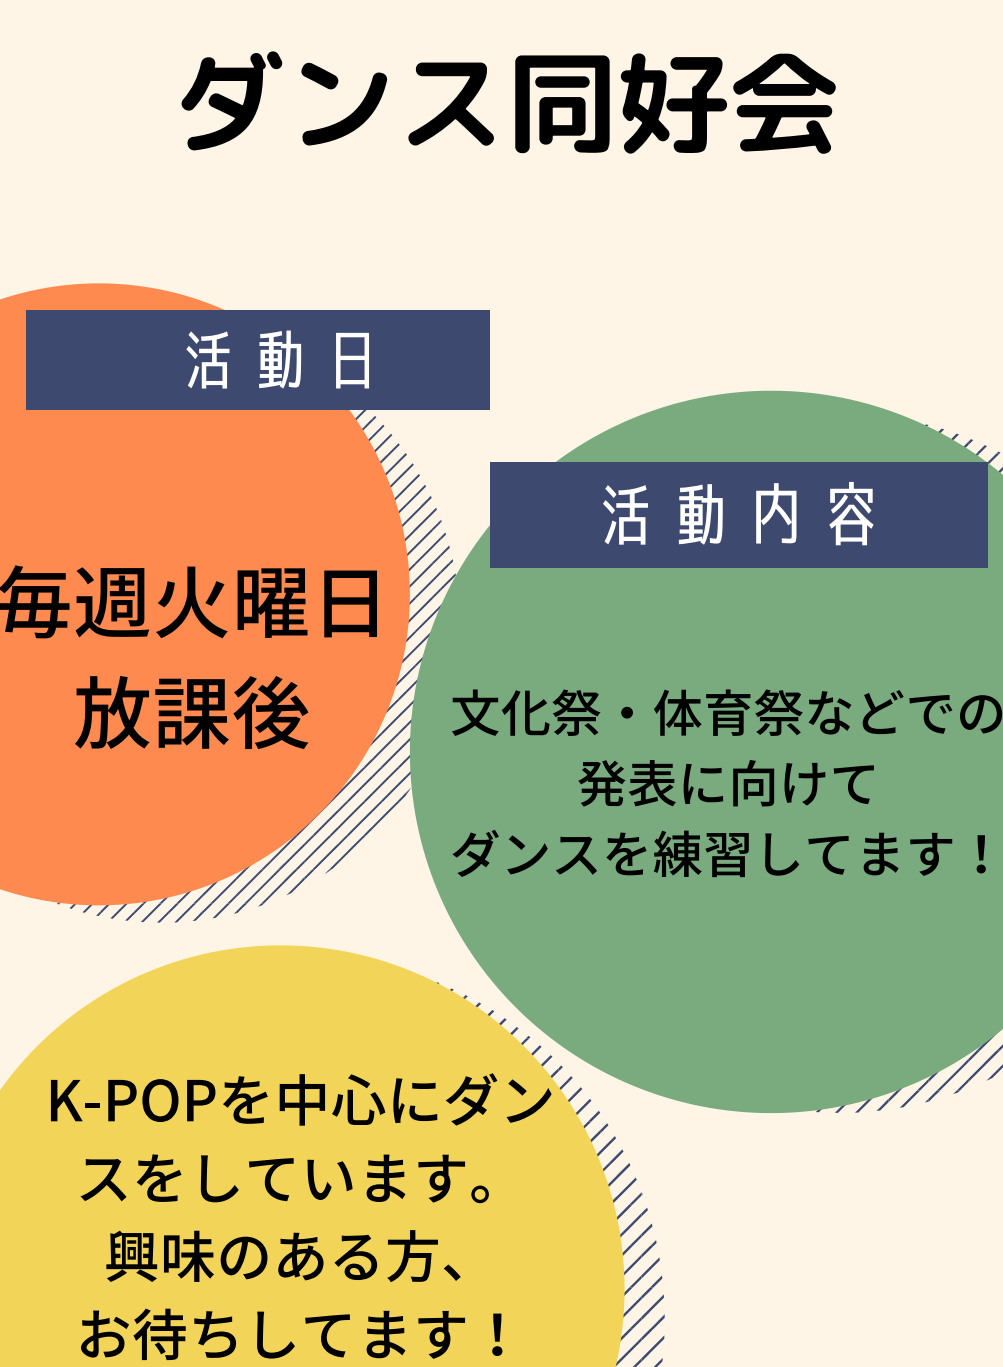 ダンス同好会
活動日
毎週火曜日
放課後
活動内容
文化祭・体育祭などでの
発表に向けて
ダンスを練習してます！
K-POPを中心にダン
スをしています。
興味のある方、
お待ちしてます！